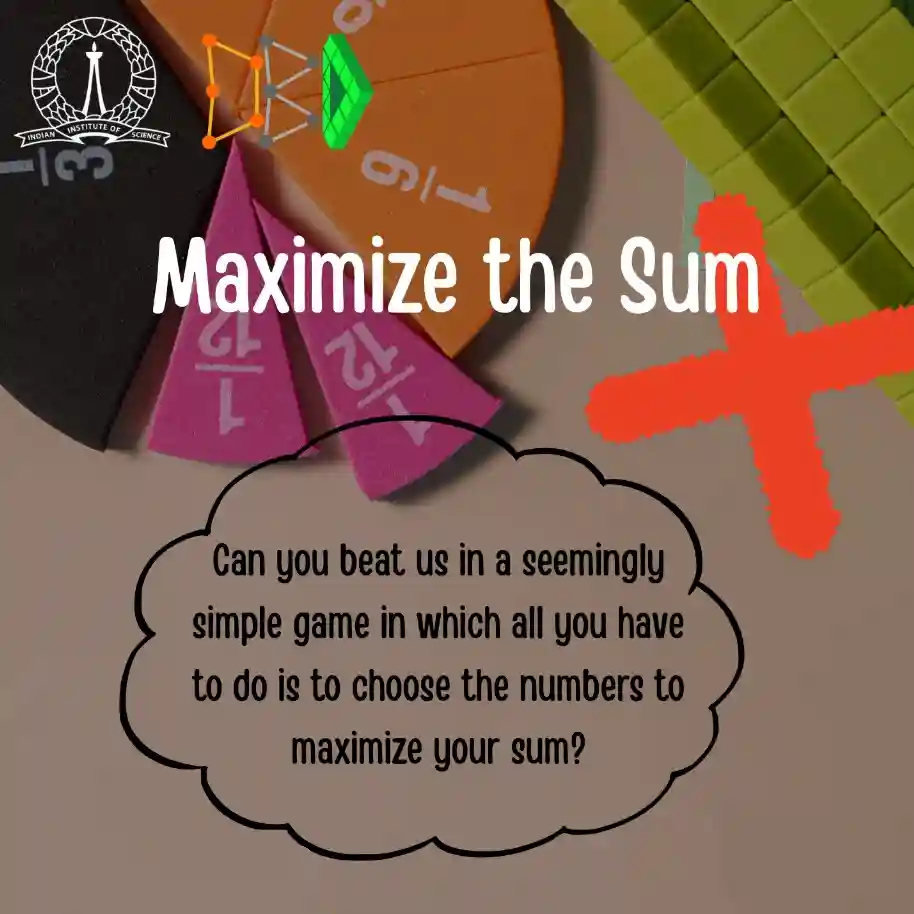 INDIAN INSTITUTE OF SCIENCE
1/3
1/6
Maximize the Sum
1/12
1/12
Can you beat us in a seemingly
simple game in which all you have
to do is to choose the numbers to
maximize your sum?